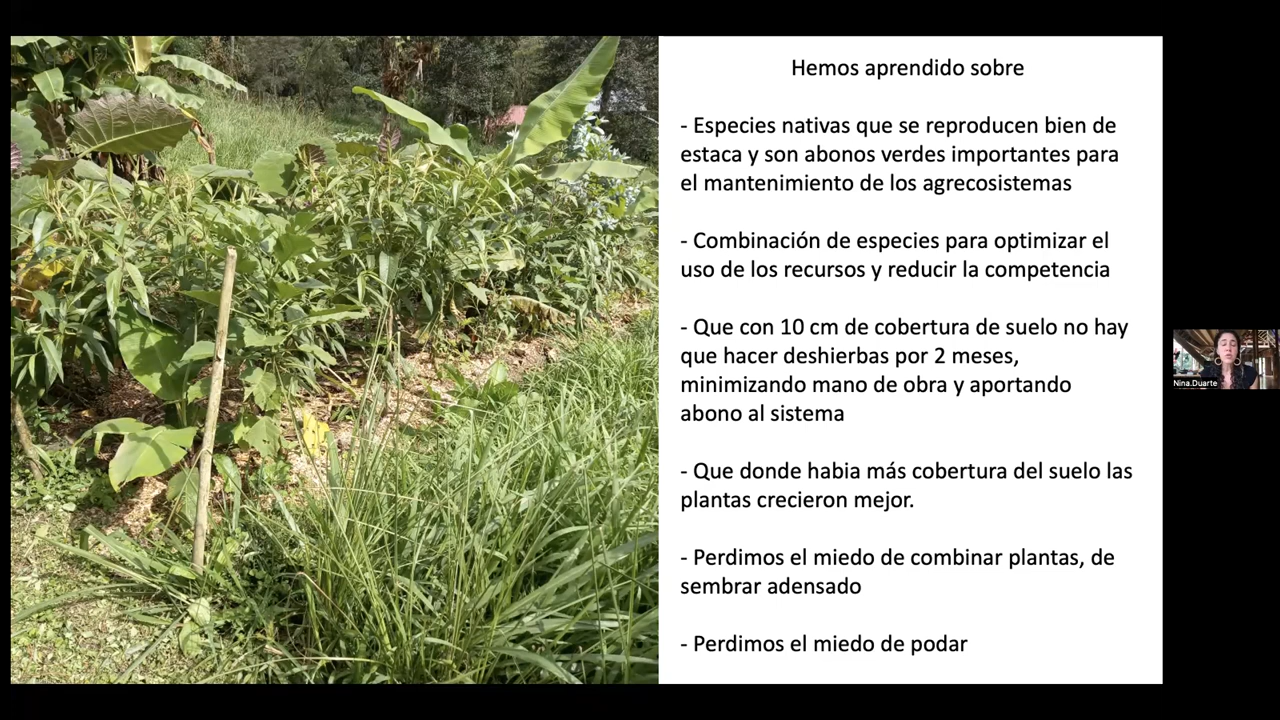 Hemos aprendido sobre
- Especies nativas que se reproducen bien de
estaca y son abonos verdes importantes para
el mantenimiento de los agrecosistemas
- Combinación de especies para optimizar el
uso de los recursos y reducir la competencia
- Que con 10 cm de cobertura de suelo no hay
que hacer deshierbas por 2 meses,
minimizando mano de obra y aportando
abono al sistema
- Que donde habia más cobertura del suelo las
plantas crecieron mejor.
- Perdimos el miedo de combinar plantas, de
sembrar adensado
- Perdimos el miedo de podar
Nina.Duarte